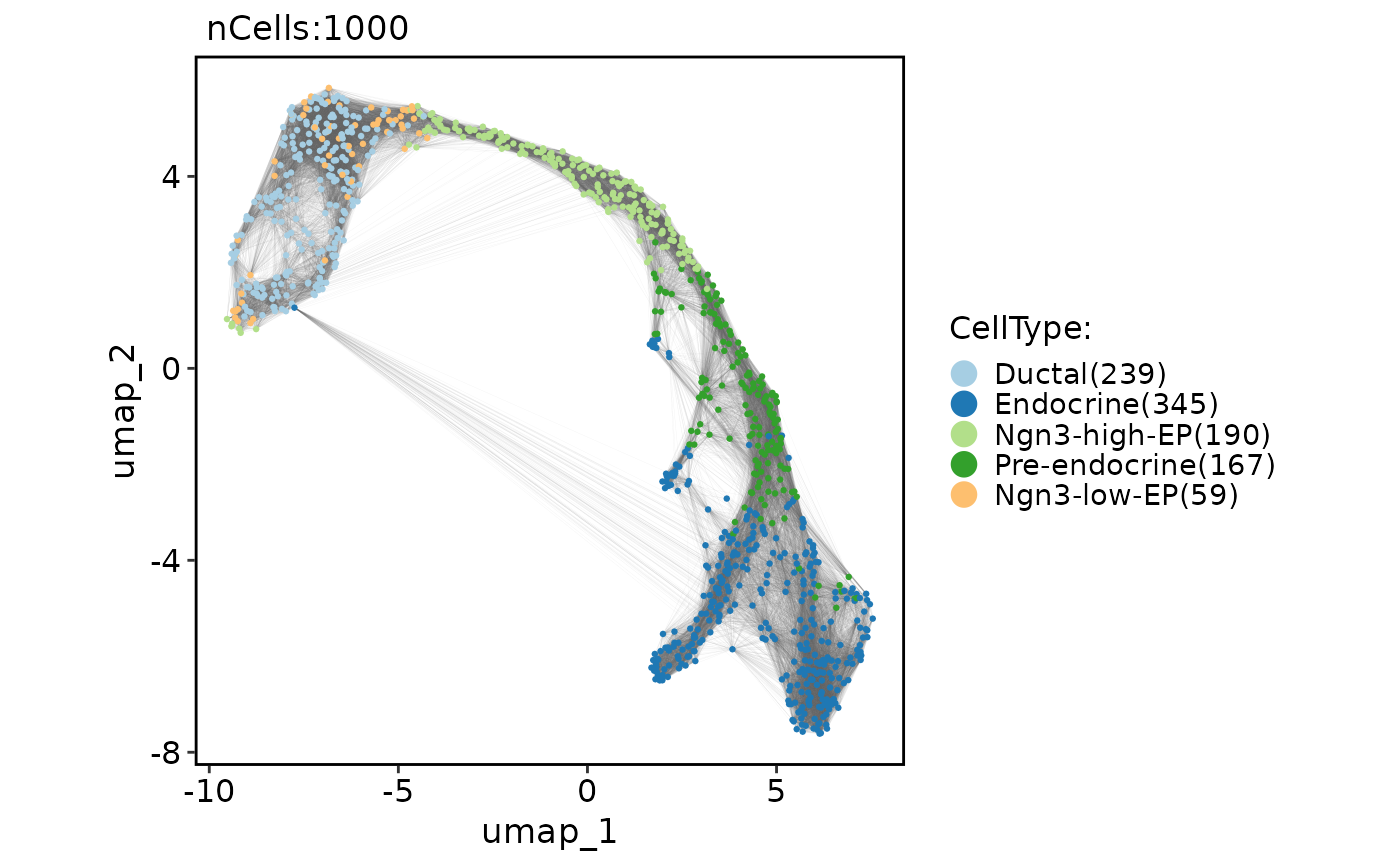 nCells:1000
umap_2
4
0
-4
-8
-10
-5
0
5
umap_1
CellType:
Ductal(239)
Endocrine(345)
Ngn3-high-EP(190)
Pre-endocrine(167)
Ngn3-low-EP(59)